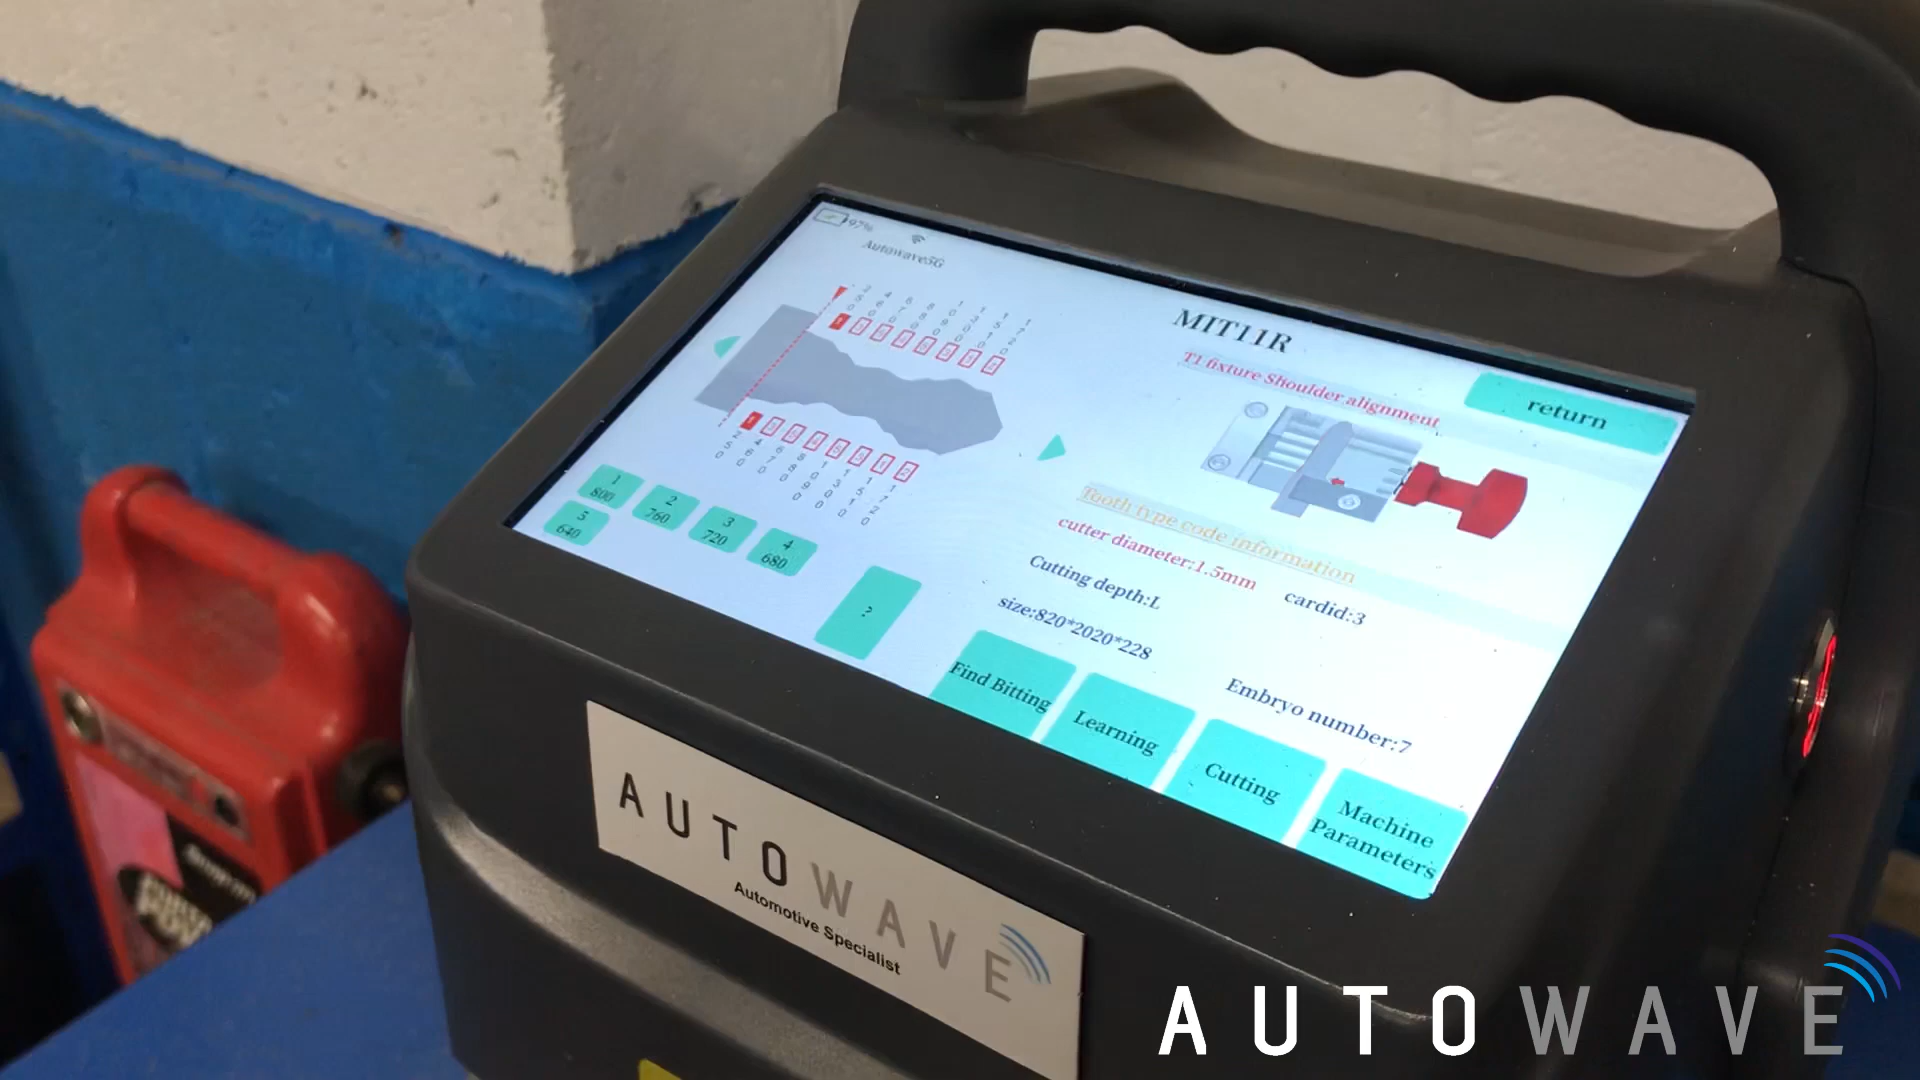 97%
Autowave5G
MIT11R
T1 fixture Shoulder alignment
return
Tooth type code information
cutter diameter:1.5mm
Cutting depth:L
cardid:3
size:820*2020*228
Embryo number:7
1
800
2
760
3
720
4
680
5
640
?
Find Bitting
Learning
Cutting
Machine
Parameters
AUTOWAVE
Automotive Specialist
AUTOWAVE